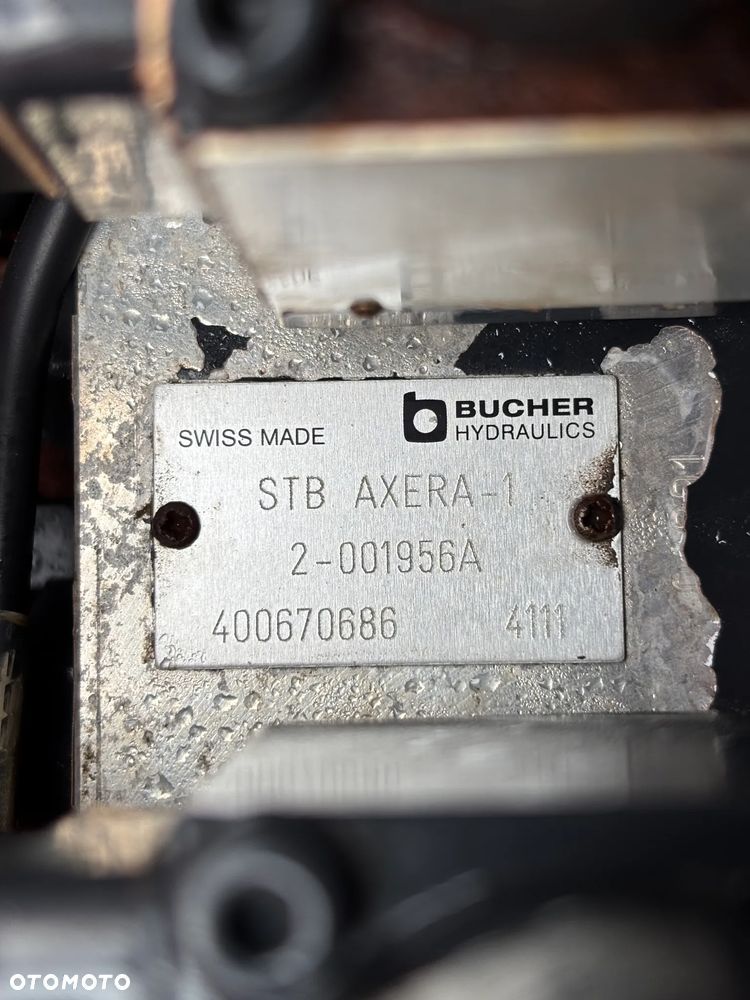 SWISS MADE
BUCHER
HYDRAULICS
STB AXERA-1
2-001956A
400670686 4111
OTOMOTO